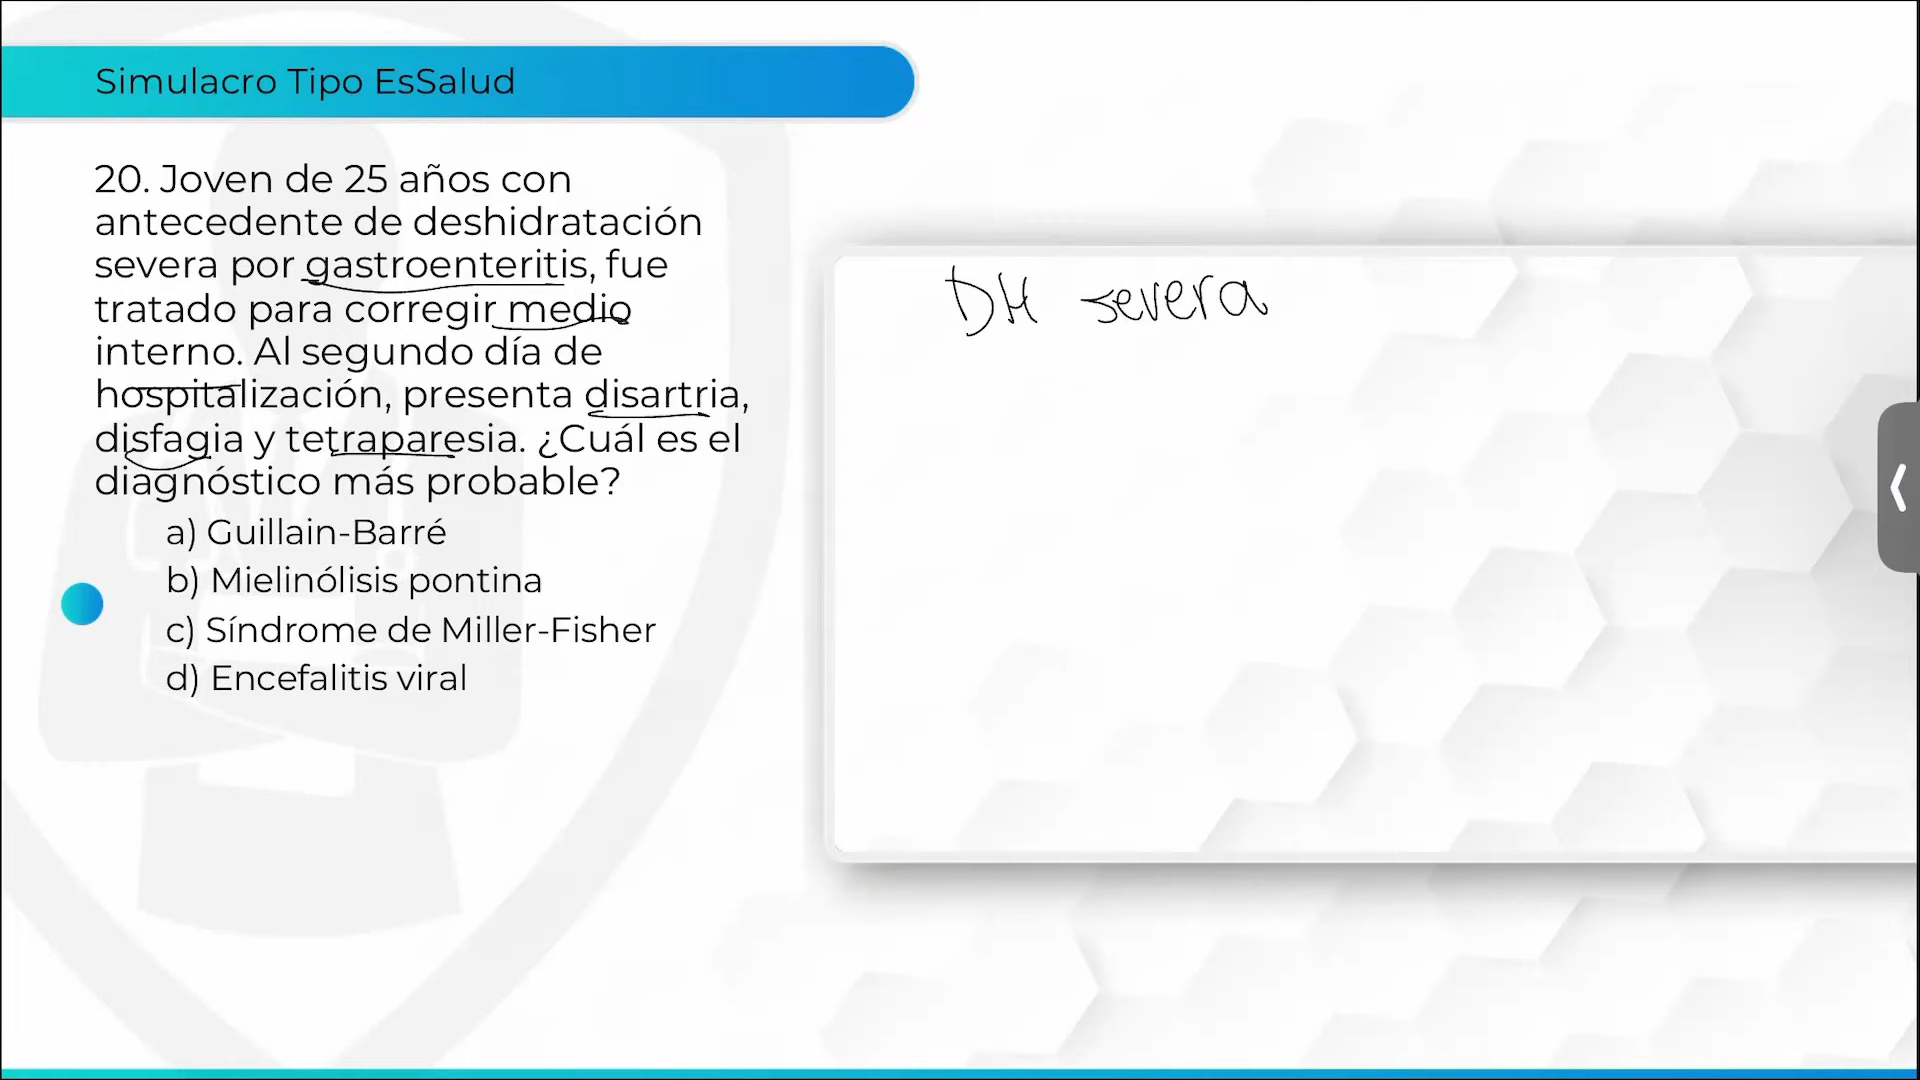 Simulacro Tipo EsSalud
20. Joven de 25 años con
antecedente de deshidratación
severa por gastroenteritis, fue
tratado para corregir medio
interno. Al segundo día de
hospitalización, presenta disartria,
disfagia y tetraparesia. ¿Cuál es el
diagnóstico más probable?
a) Guillain-Barré
b) Mielinólisis pontina
c) Síndrome de Miller-Fisher
d) Encefalitis viral
DH severa